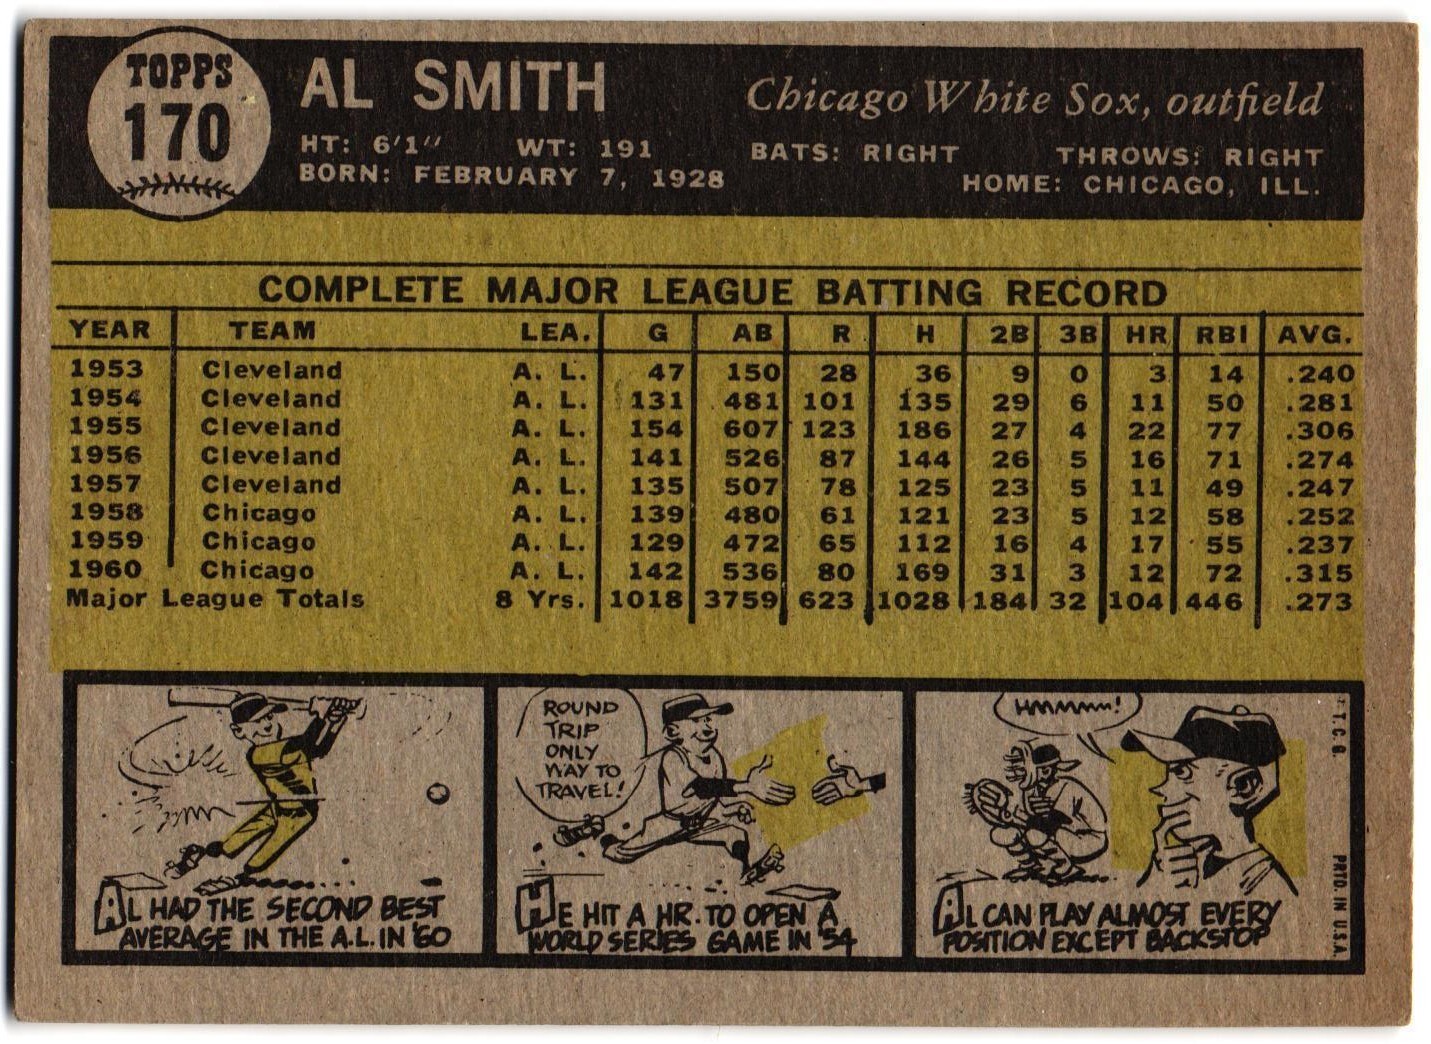 TOPPS
170
AL SMITH
Chicago White Sox, outfield
HT: 6'1" WT: 191 BATS: RIGHT THROWS: RIGHT
BORN: FEBRUARY 7, 1928 HOME: CHICAGO, ILL.
COMPLETE MAJOR LEAGUE BATTING RECORD
YEAR TEAM LEA. G AB R H 2B 3B HR RBI AVG.
1953 Cleveland A. L. 47 150 28 36 9 0 3 14 .240
1954 Cleveland A. L. 131 481 101 135 29 6 11 50 .281
1955 Cleveland A. L. 154 607 123 186 27 4 22 77 .306
1956 Cleveland A. L. 141 526 87 144 26 5 16 71 .274
1957 Cleveland A. L. 135 507 78 125 23 5 11 49 .247
1958 Chicago A. L. 139 480 61 121 23 5 12 58 .252
1959 Chicago A. L. 129 472 65 112 16 4 17 55 .237
1960 Chicago A. L. 142 536 80 169 31 3 12 72 .315
Major League Totals 8 Yrs. 1018 3759 623 1028 184 32 104 446 .273
AL HAD THE SECOND BEST
AVERAGE IN THE A.L. IN '60
ROUND
TRIP
ONLY
WAY TO
TRAVEL!
HE HIT A HR. TO OPEN A
WORLD SERIES GAME IN '54
Hmmmm!
AL CAN PLAY ALMOST EVERY
POSITION EXCEPT BACKSTOP
T.C.G.
PRTD. IN U.S.A.